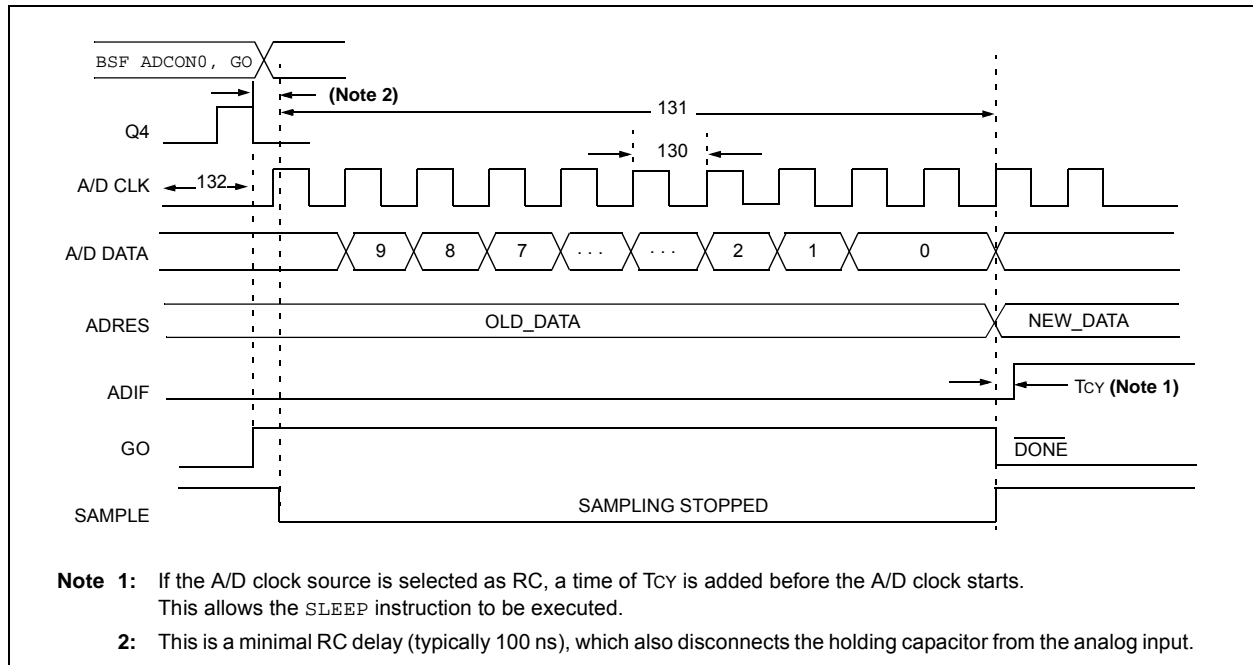 BSF ADCON0, GO
(Note 2)
131
Q4
130
A/D CLK
132
A/D DATA
9 8 7 . . . . . . 2 1 0
ADRES
OLD_DATA
NEW_DATA
ADIF
TCY (Note 1)
GO
DONE
SAMPLE
SAMPLING STOPPED
Note 1: If the A/D clock source is selected as RC, a time of TCY is added before the A/D clock starts.
This allows the SLEEP instruction to be executed.
2: This is a minimal RC delay (typically 100 ns), which also disconnects the holding capacitor from the analog input.